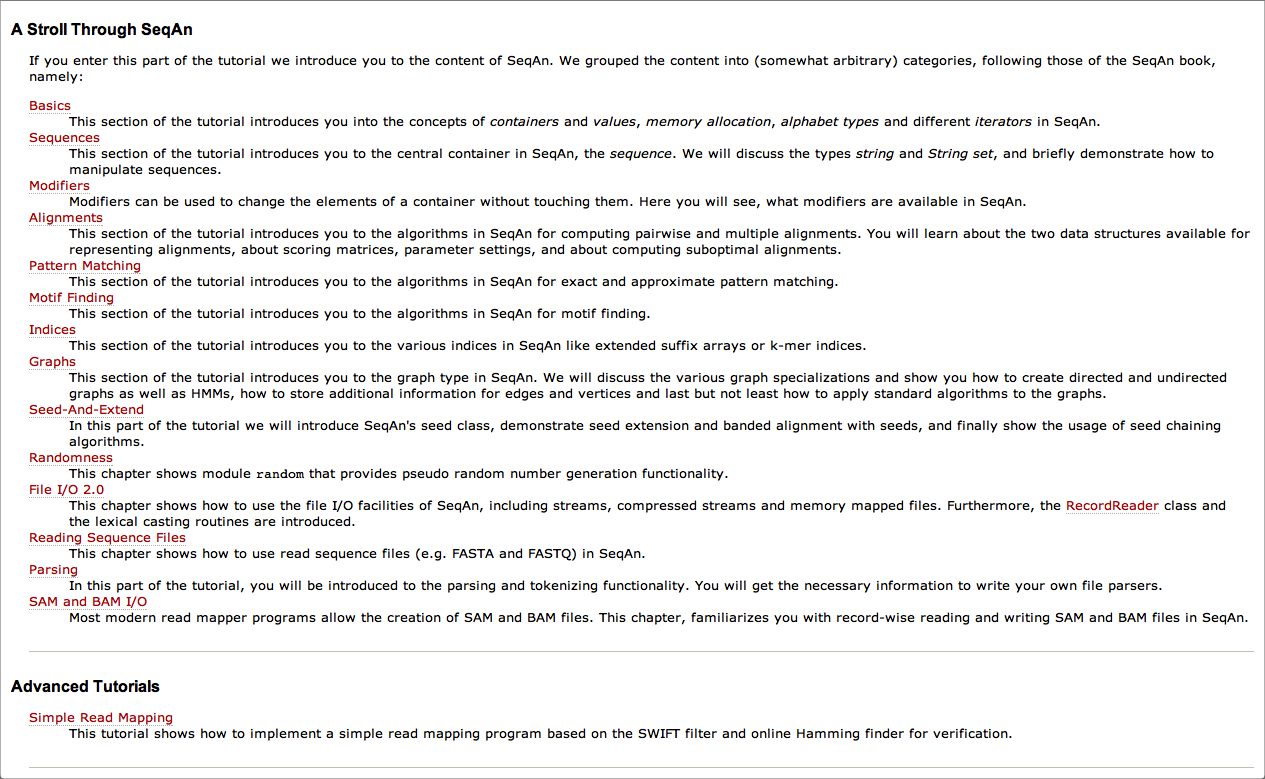 A Stroll Through SeqAn
If you enter this part of the tutorial we introduce you to the content of SeqAn. We grouped the content into (somewhat arbitrary) categories, following those of the SeqAn book,
namely:
Basics
This section of the tutorial introduces you into the concepts of containers and values, memory allocation, alphabet types and different iterators in SeqAn.
Sequences
This section of the tutorial introduces you to the central container in SeqAn, the sequence. We will discuss the types string and String set, and briefly demonstrate how to
manipulate sequences.
Modifiers
Modifiers can be used to change the elements of a container without touching them. Here you will see, what modifiers are available in SeqAn.
Alignments
This section of the tutorial introduces you to the algorithms in SeqAn for computing pairwise and multiple alignments. You will learn about the two data structures available for
representing alignments, about scoring matrices, parameter settings, and about computing suboptimal alignments.
Pattern Matching
This section of the tutorial introduces you to the algorithms in SeqAn for exact and approximate pattern matching.
Motif Finding
This section of the tutorial introduces you to the algorithms in SeqAn for motif finding.
Indices
This section of the tutorial introduces you to the various indices in SeqAn like extended suffix arrays or k-mer indices.
Graphs
This section of the tutorial introduces you to the graph type in SeqAn. We will discuss the various graph specializations and show you how to create directed and undirected
graphs as well as HMMs, how to store additional information for edges and vertices and last but not least how to apply standard algorithms to the graphs.
Seed-And-Extend
In this part of the tutorial we will introduce SeqAn's seed class, demonstrate seed extension and banded alignment with seeds, and finally show the usage of seed chaining
algorithms.
Randomness
This chapter shows module random that provides pseudo random number generation functionality.
File I/O 2.0
This chapter shows how to use the file I/O facilities of SeqAn, including streams, compressed streams and memory mapped files. Furthermore, the RecordReader class and
the lexical casting routines are introduced.
Reading Sequence Files
This chapter shows how to use read sequence files (e.g. FASTA and FASTQ) in SeqAn.
Parsing
In this part of the tutorial, you will be introduced to the parsing and tokenizing functionality. You will get the necessary information to write your own file parsers.
SAM and BAM I/O
Most modern read mapper programs allow the creation of SAM and BAM files. This chapter, familiarizes you with record-wise reading and writing SAM and BAM files in SeqAn.
Advanced Tutorials
Simple Read Mapping
This tutorial shows how to implement a simple read mapping program based on the SWIFT filter and online Hamming finder for verification.